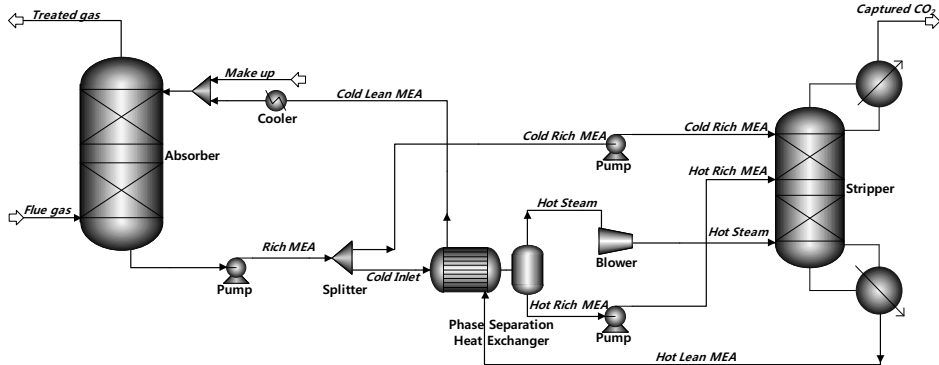 Treated gas
Captured CO₂
Make up
Cold Lean MEA
Cooler
Absorber
Cold Rich MEA
Pump
Cold Rich MEA
Hot Rich MEA
Stripper
Flue gas
Hot Steam
Blower
Hot Steam
Rich MEA
Pump
Splitter
Cold Inlet
Hot Rich MEA
Pump
Phase Separation
Heat Exchanger
Hot Lean MEA